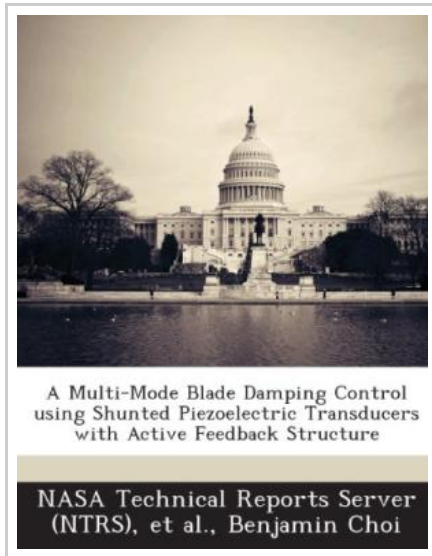 A Multi-Mode Blade Damping Control
using Shunted Piezoelectric Transducers
with Active Feedback Structure
NASA Technical Reports Server
(NTRS), et al., Benjamin Choi